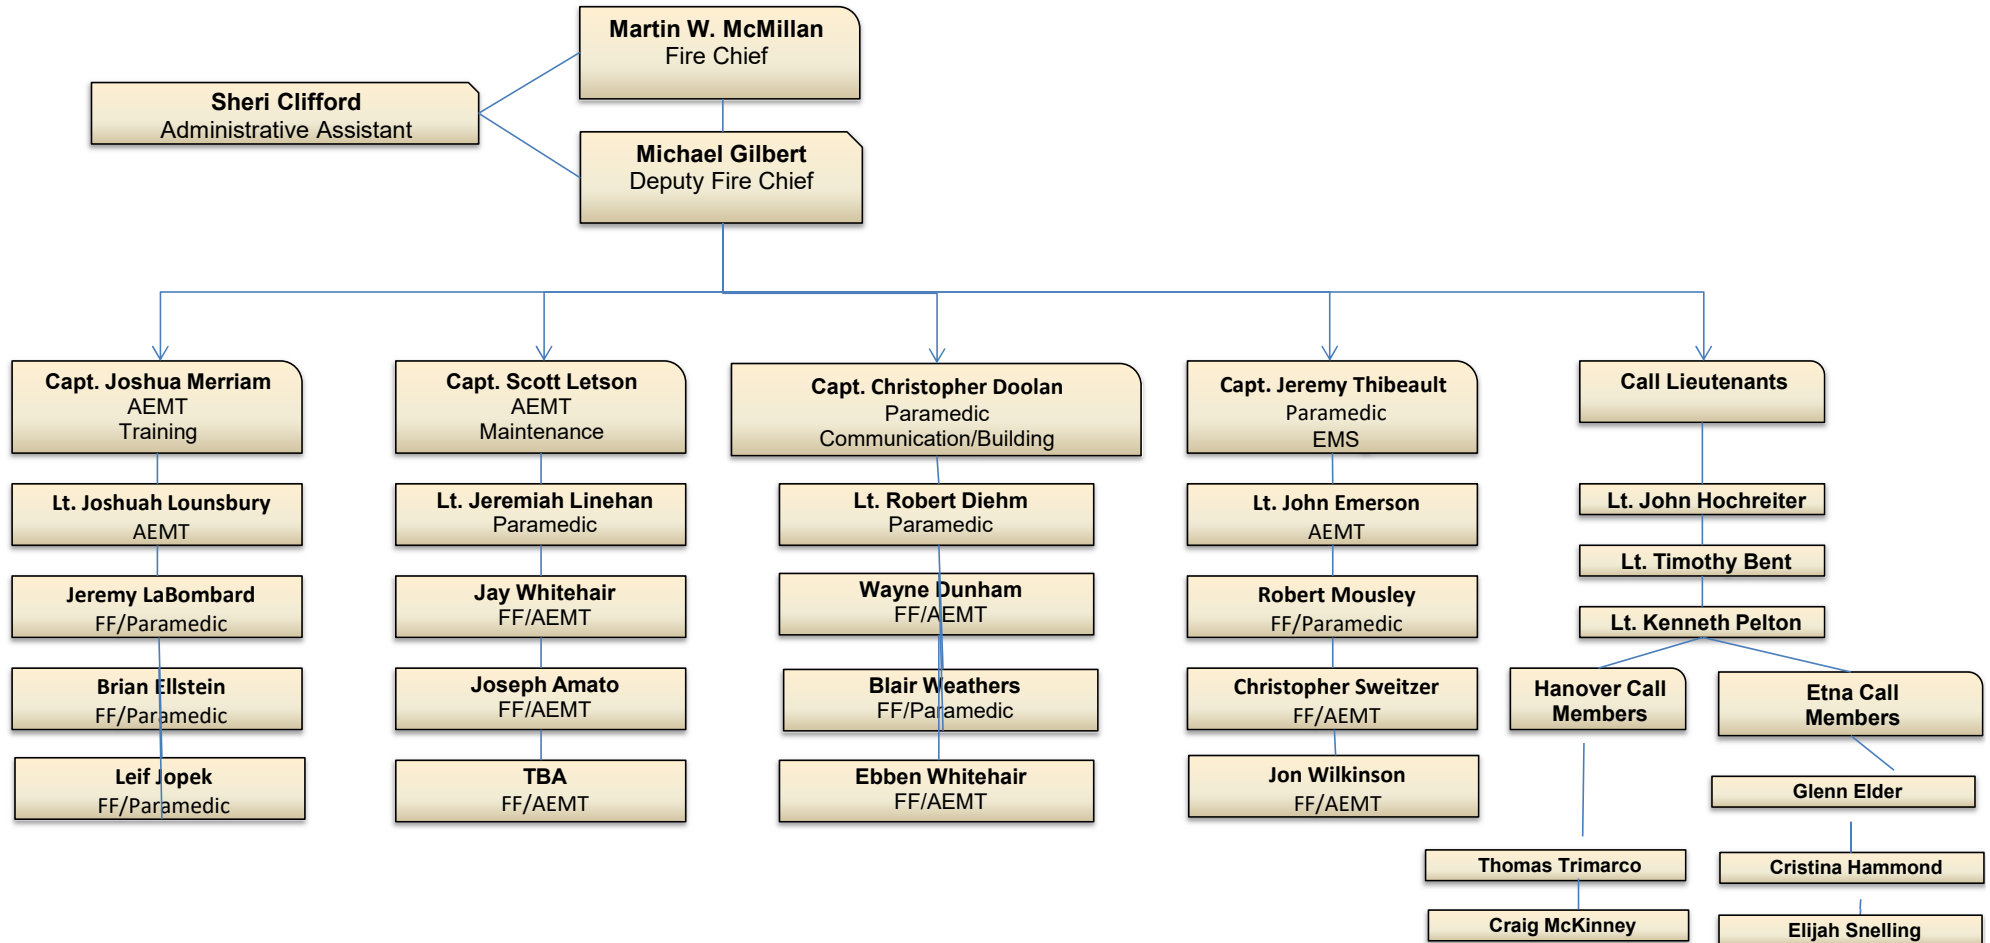 Martin W. McMillan
Fire Chief
Sheri Clifford
Administrative Assistant
Michael Gilbert
Deputy Fire Chief
Capt. Joshua Merriam
AEMT
Training
Lt. Joshuah Lounsbury
AEMT
Jeremy LaBombard
FF/Paramedic
Brian Ellstein
FF/Paramedic
Leif Jopek
FF/Paramedic
Capt. Scott Letson
AEMT
Maintenance
Lt. Jeremiah Linehan
Paramedic
Jay Whitehair
FF/AEMT
Joseph Amato
FF/AEMT
TBA
FF/AEMT
Capt. Christopher Doolan
Paramedic
Communication/Building
Lt. Robert Diehm
Paramedic
Wayne Dunham
FF/AEMT
Blair Weathers
FF/Paramedic
Ebben Whitehair
FF/AEMT
Capt. Jeremy Thibeault
Paramedic
EMS
Lt. John Emerson
AEMT
Robert Mousley
FF/Paramedic
Christopher Sweitzer
FF/AEMT
Jon Wilkinson
FF/AEMT
Call Lieutenants
Lt. John Hochreiter
Lt. Timothy Bent
Lt. Kenneth Pelton
Hanover Call
Members
Thomas Trimarco
Craig McKinney
Etna Call
Members
Glenn Elder
Cristina Hammond
Elijah Snelling